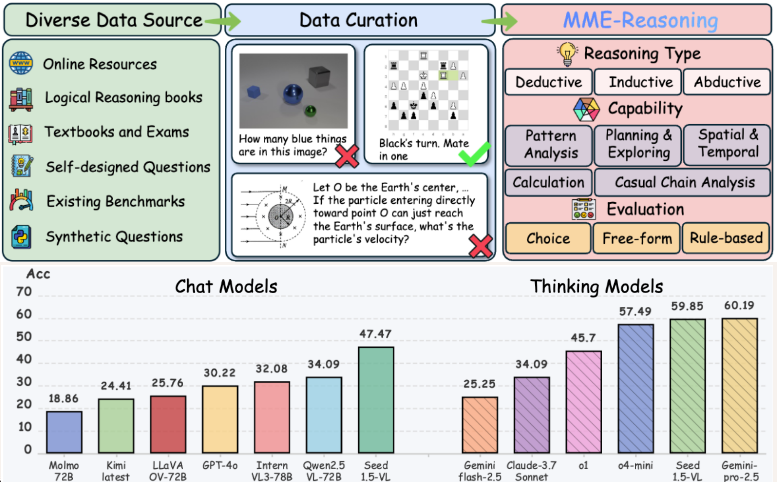 Diverse Data Source
Data Curation
MME-Reasoning
Online Resources
Logical Reasoning books
Textbooks and Exams
Self-designed Questions
Existing Benchmarks
Synthetic Questions
How many blue things
are in this image?
Black's turn. Mate
in one
Let O be the Earth's center, ...
If the particle entering directly
toward point O can just reach
the Earth's surface, what's the
particle's velocity?
Reasoning Type
Deductive
Inductive
Abductive
Capability
Pattern
Analysis
Planning &
Exploring
Spatial &
Temporal
Calculation
Casual Chain Analysis
Evaluation
Choice
Free-form
Rule-based
Acc
Chat Models
Thinking Models
70
60
50
40
30
20
10
0
18.86
24.41
25.76
30.22
32.08
34.09
47.47
25.25
34.09
45.7
57.49
59.85
60.19
Molmo
72B
Kimi
latest
LLaVA
OV-72B
GPT-4o
Intern
VL3-78B
Qwen2.5
VL-72B
Seed
1.5-VL
Gemini
flash-2.5
Claude-3.7
Sonnet
o1
o4-mini
Seed
1.5-VL
Gemini-
pro-2.5